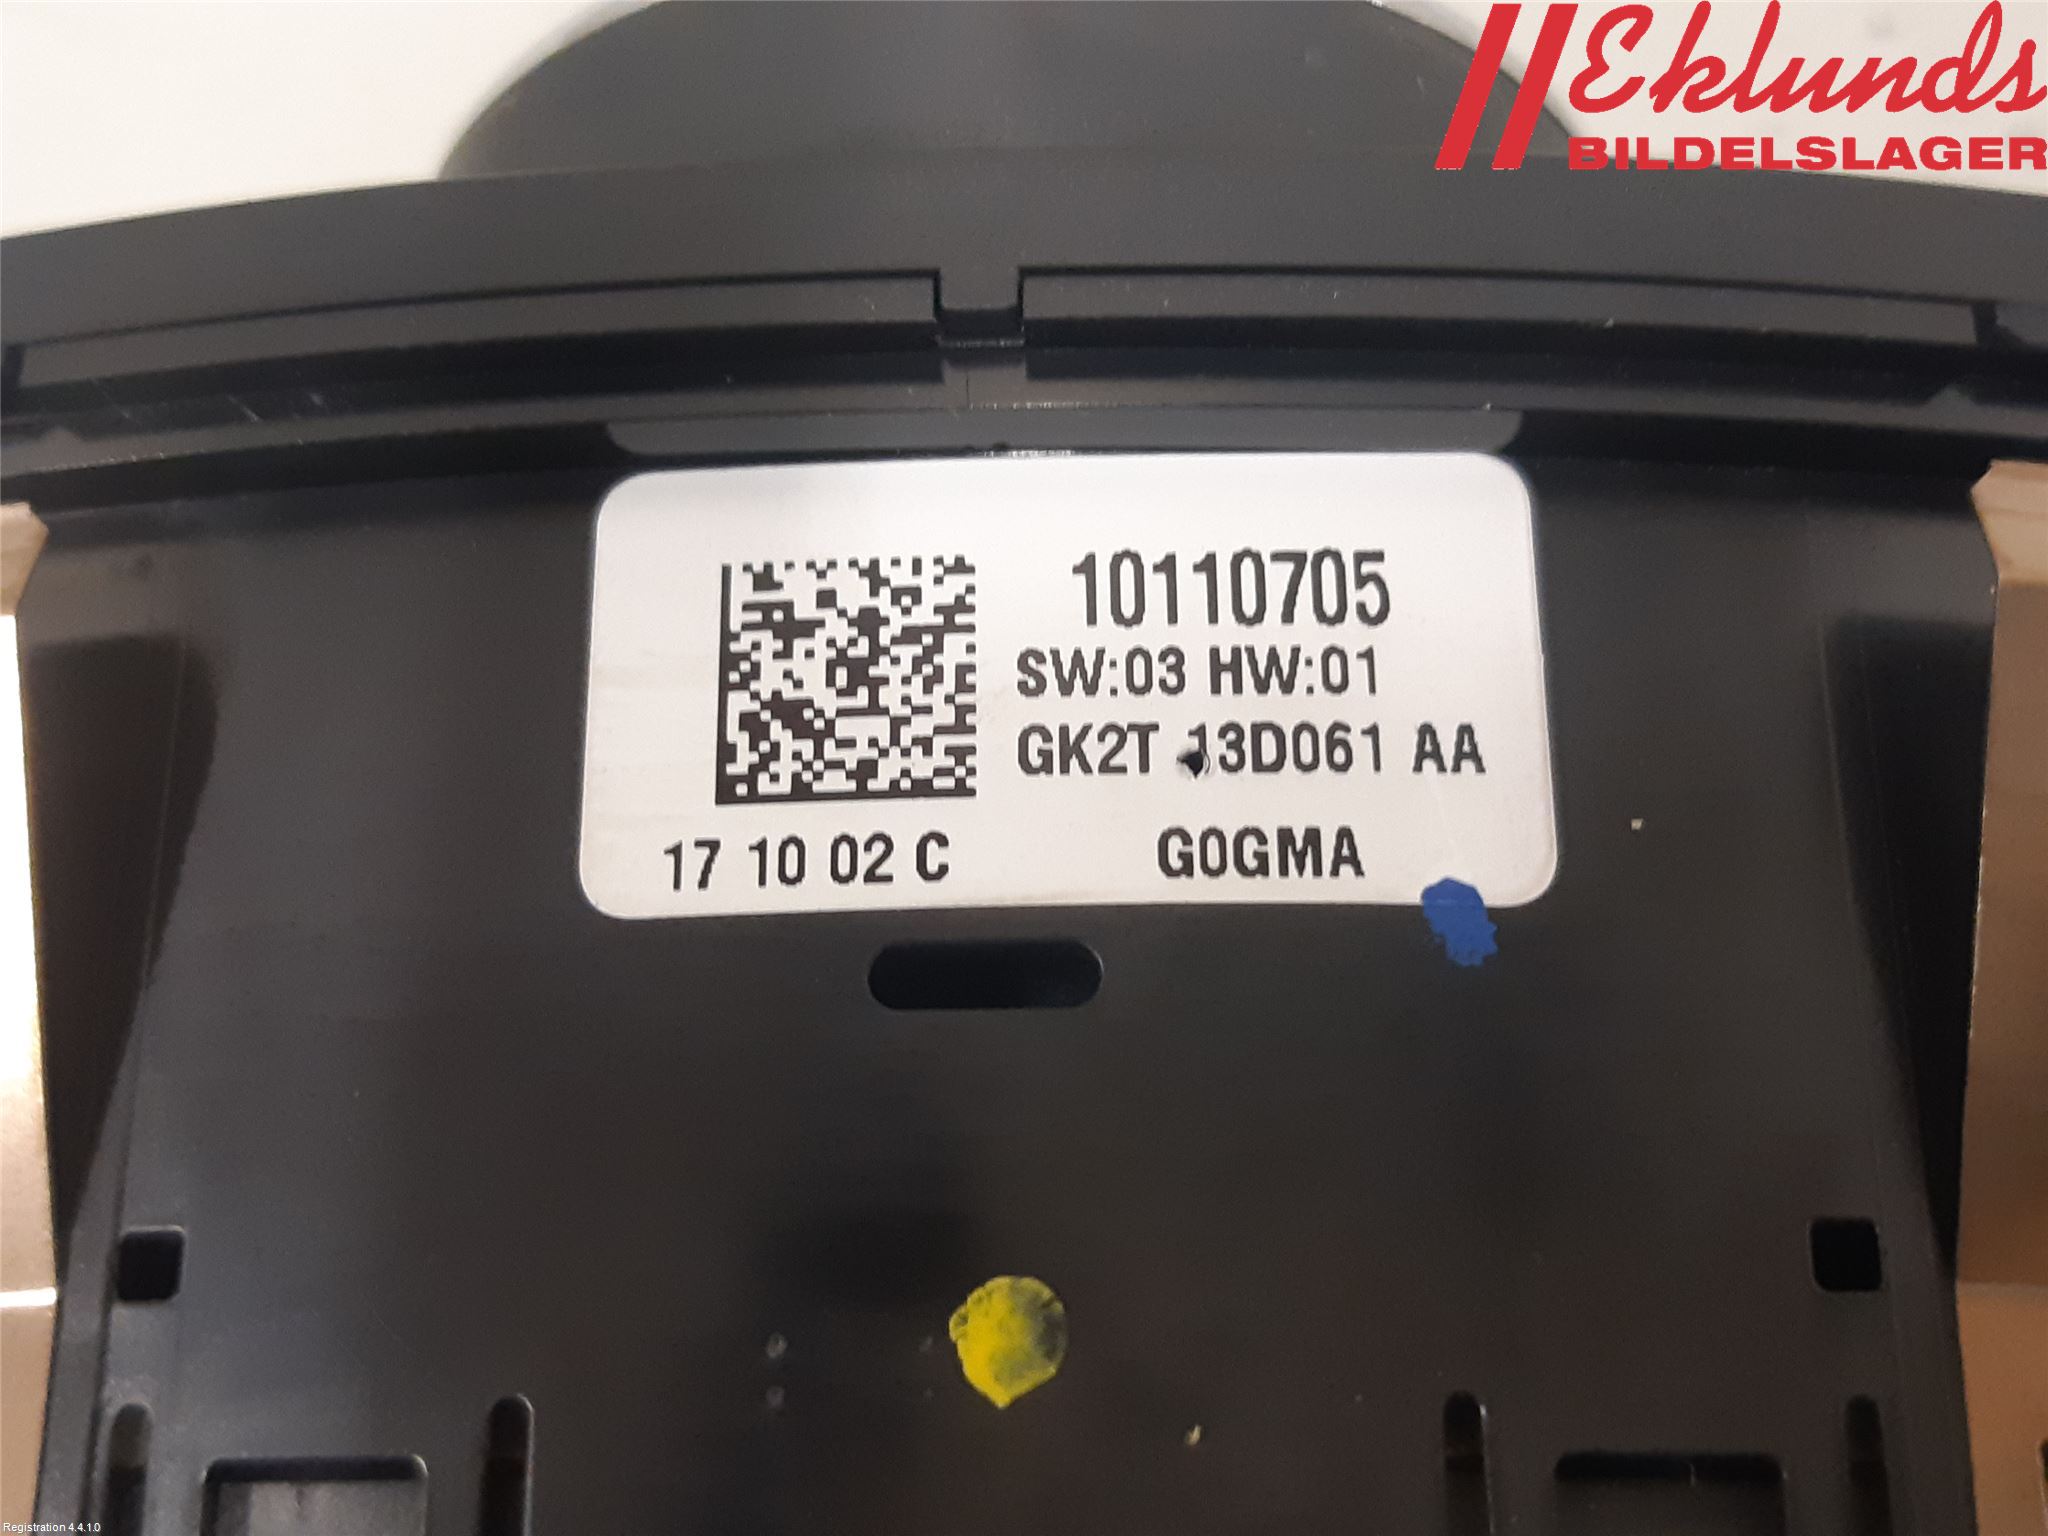 Eklunds
BILDELSLAGER
10110705
SW:03 HW:01
GK2T 13D061 AA
17 10 02 C G0GMA
Registration 4.4.1.0